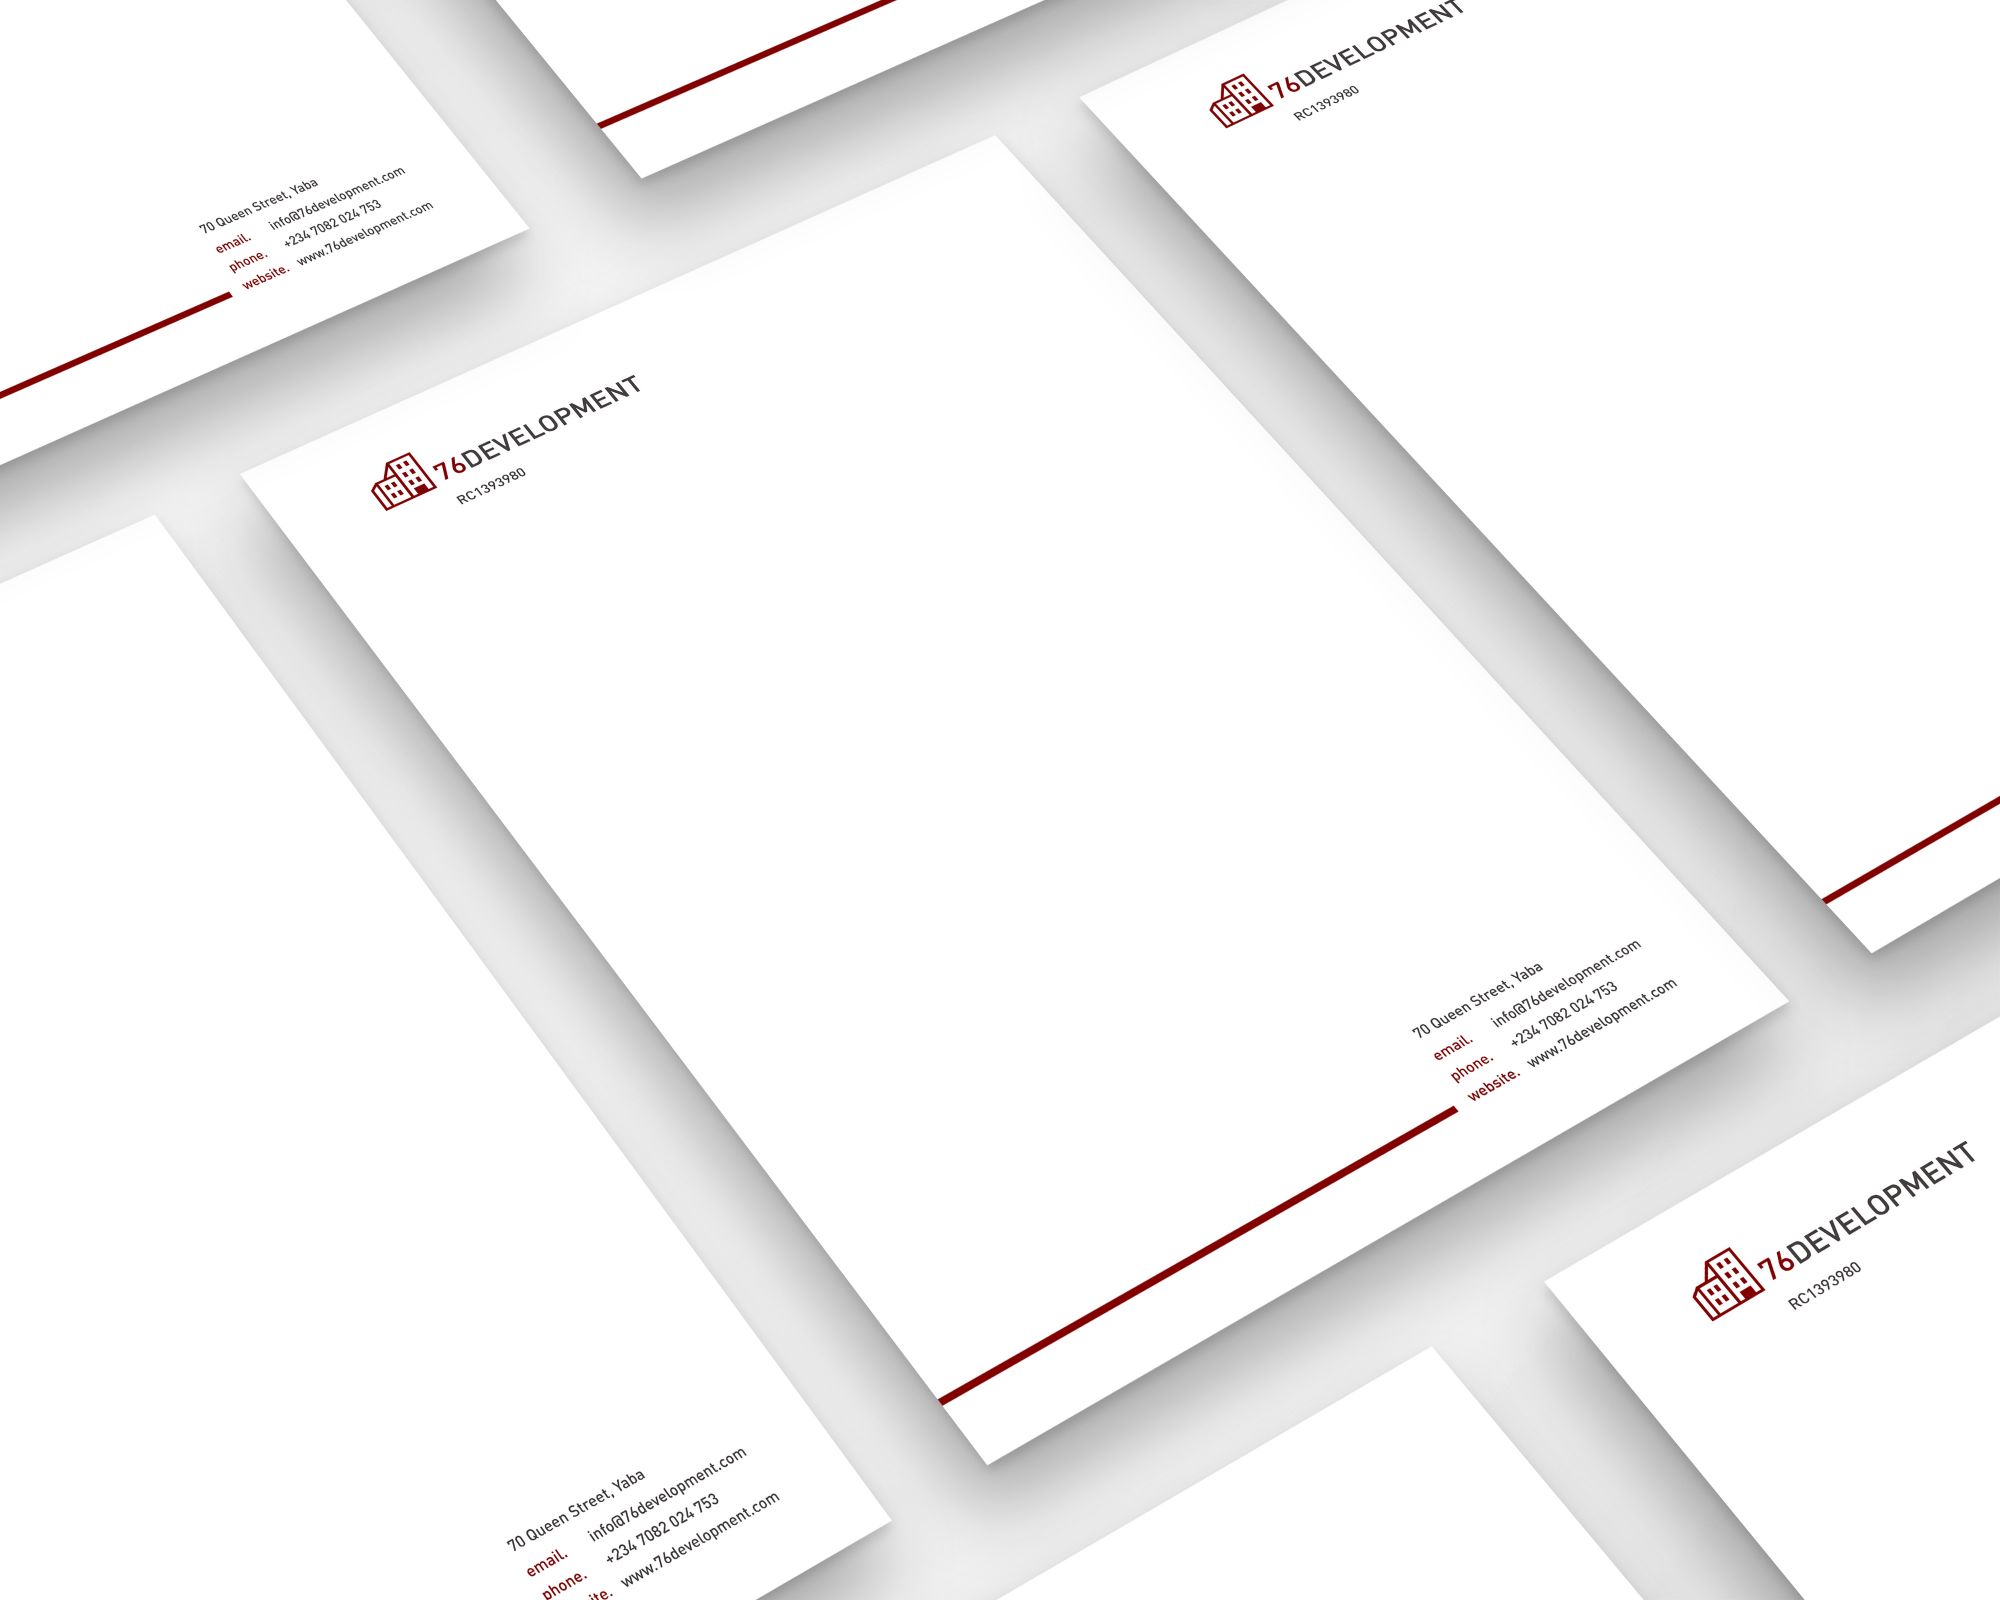 76DEVELOPMENT
RC1393980
70 Queen Street, Yaba
email. info@76development.com
phone. +234 7082 024 753
website. www.76development.com
76DEVELOPMENT
RC1393980
70 Queen Street, Yaba
email. info@76development.com
phone. +234 7082 024 753
website. www.76development.com
76DEVELOPMENT
RC1393980
70 Queen Street, Yaba
email. info@76development.com
phone. +234 7082 024 753
ite. www.76development.com